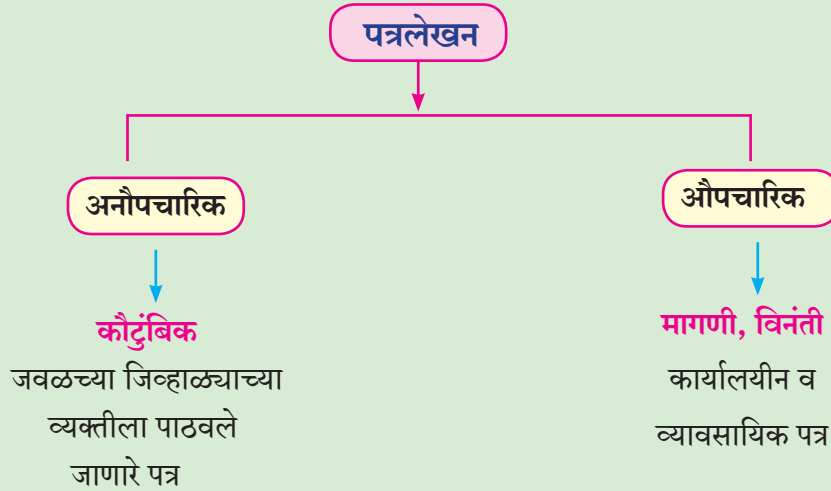 पत्रलेखन
अनौपचारिक
कौटुंबिक
जवळच्या जिव्हाळ्याच्या
व्यक्तीला पाठवले
जाणारे पत्र
औपचारिक
मागणी, विनंती
कार्यालयीन व
व्यावसायिक पत्र